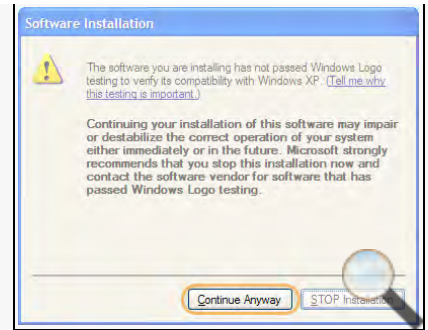 Software Installation
The software you are installing has not passed Windows Logo
testing to verify its compatibility with Windows XP. (Tell me why
this testing is important.)
Continuing your installation of this software may impair
or destabilize the correct operation of your system
either immediately or in the future. Microsoft strongly
recommends that you stop this installation now and
contact the software vendor for software that has
passed Windows Logo testing.
Continue Anyway
STOP Installation